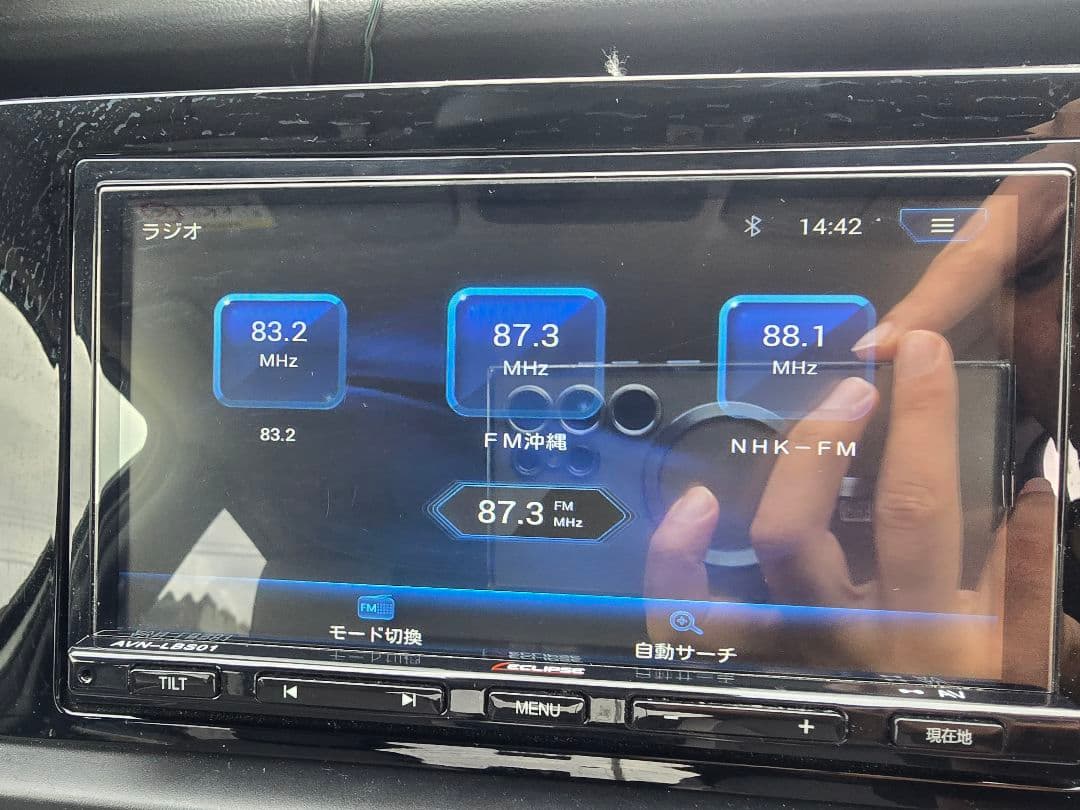 ラジオ
14:42
83.2
MHz
87.3
MHz
88.1
MHz
83.2
FM沖縄
NHK-FM
87.3 FM MHz
FM
モード切換
自動サーチ
AVN-LBS01
ECLIPSE
TILT
MENU
- +
AV
現在地